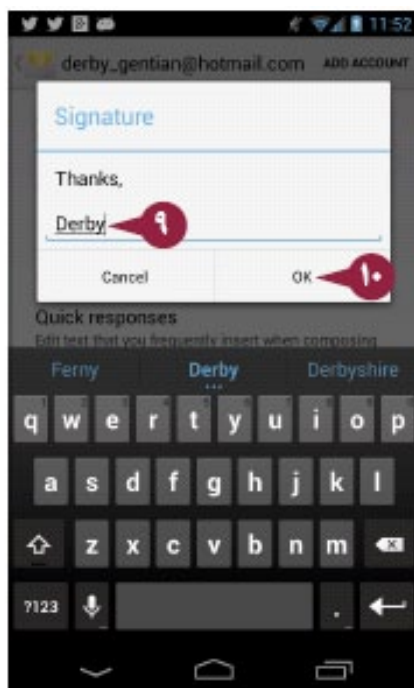 11:52
derby_gentian@hotmail.com ADD ACCOUNT
Signature
Thanks,
Derby ٩
Cancel OK ١٠
Quick responses
Edit text that you frequently insert when composing
Ferny Derby Derbyshire
q w e r t y u i o p
a s d f g h j k l
z x c v b n m
?123 .